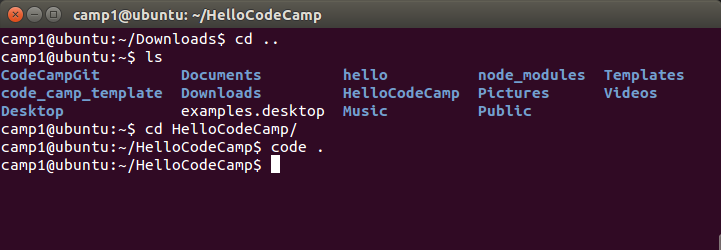 camp1@ubuntu: ~/HelloCodeCamp
camp1@ubuntu:~/Downloads$ cd ..
camp1@ubuntu:~$ ls
CodeCampGit Documents hello node_modules Templates
code_camp_template Downloads HelloCodeCamp Pictures Videos
Desktop examples.desktop Music Public
camp1@ubuntu:~$ cd HelloCodeCamp/
camp1@ubuntu:~/HelloCodeCamp$ code .
camp1@ubuntu:~/HelloCodeCamp$